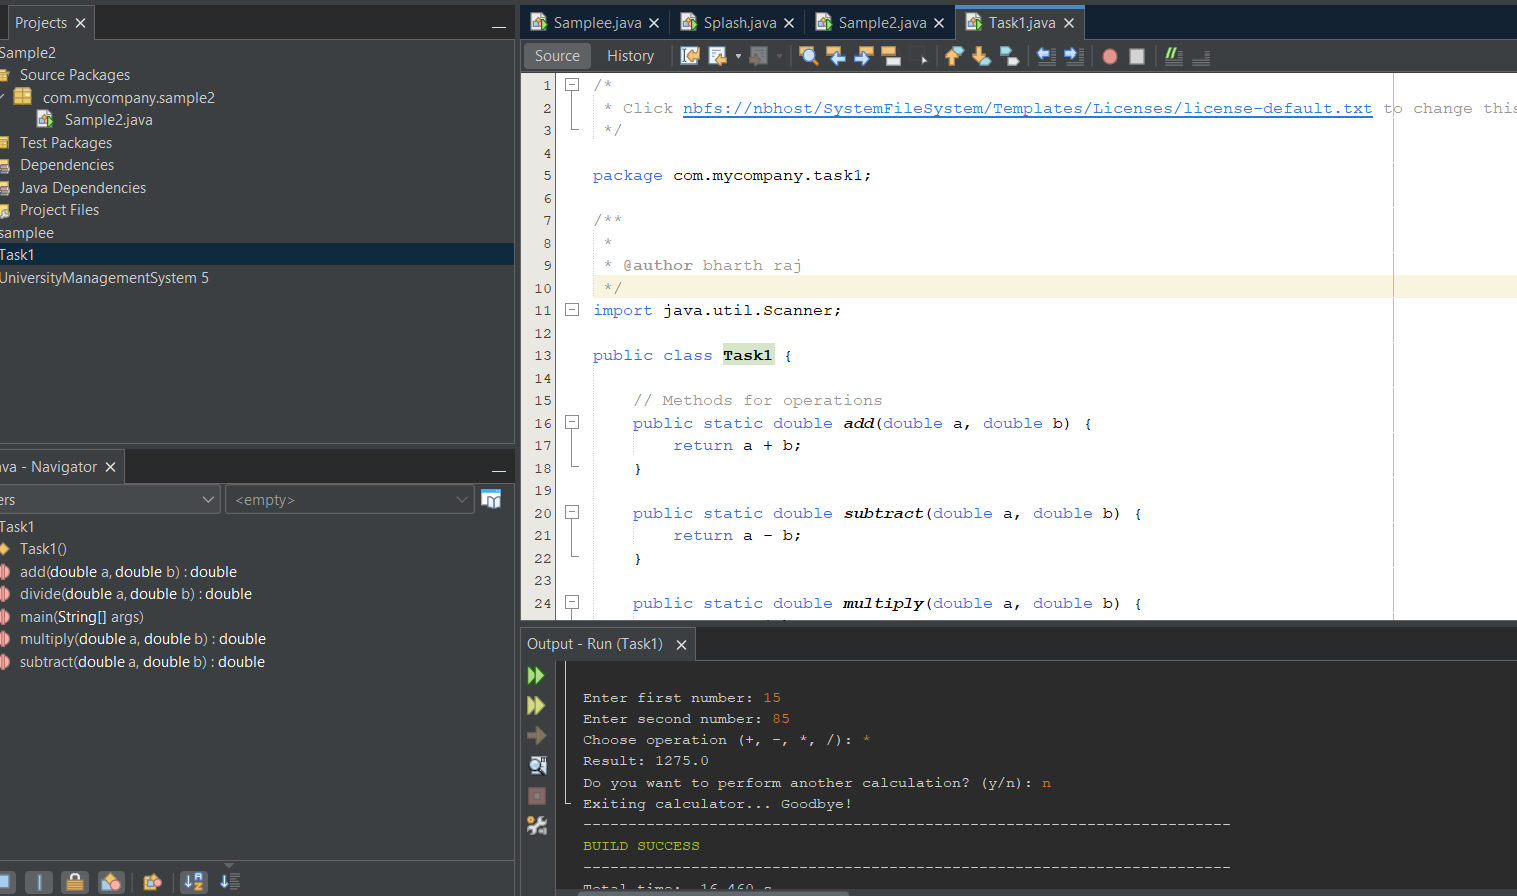 Projects
Sample2
Source Packages
com.mycompany.sample2
Sample2.java
Test Packages
Dependencies
Java Dependencies
Project Files
samplee
Task1
UniversityManagementSystem 5
ava - Navigator
ers
<empty>
Task1
Task1()
add(double a, double b) : double
divide(double a, double b) : double
main(String[] args)
multiply(double a, double b) : double
subtract(double a, double b) : double
Samplee.java
Splash.java
Sample2.java
Task1.java
Source
History
1 /*
2 * Click nbfs://nbhost/SystemFileSystem/Templates/Licenses/license-default.txt to change this
3 */
4
5 package com.mycompany.task1;
6
7 /**
8 *
9 * @author bharth raj
10 */
11 import java.util.Scanner;
12
13 public class Task1 {
14
15 // Methods for operations
16 public static double add(double a, double b) {
17 return a + b;
18 }
19
20 public static double subtract(double a, double b) {
21 return a - b;
22 }
23
24 public static double multiply(double a, double b) {
Output - Run (Task1)
Enter first number: 15
Enter second number: 85
Choose operation (+, -, *, /): *
Result: 1275.0
Do you want to perform another calculation? (y/n): n
Exiting calculator... Goodbye!
------------------------------------------------------------------------
BUILD SUCCESS
------------------------------------------------------------------------
Total time:  16.460 s